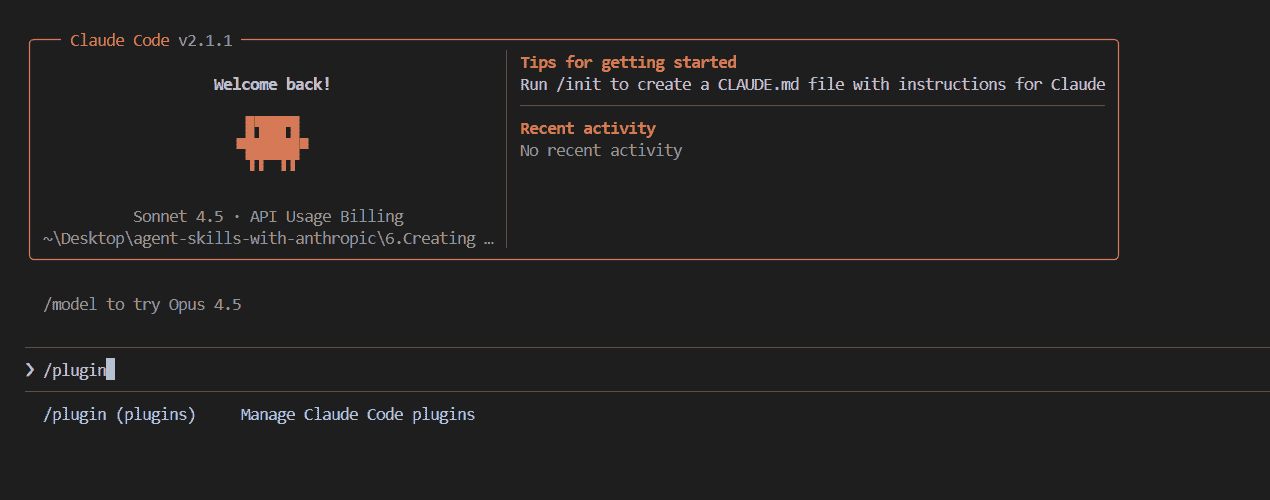 Claude Code v2.1.1
Welcome back!
Sonnet 4.5 · API Usage Billing
~\Desktop\agent-skills-with-anthropic\6.Creating …
Tips for getting started
Run /init to create a CLAUDE.md file with instructions for Claude
Recent activity
No recent activity
/model to try Opus 4.5
❯ /plugin
/plugin (plugins) Manage Claude Code plugins